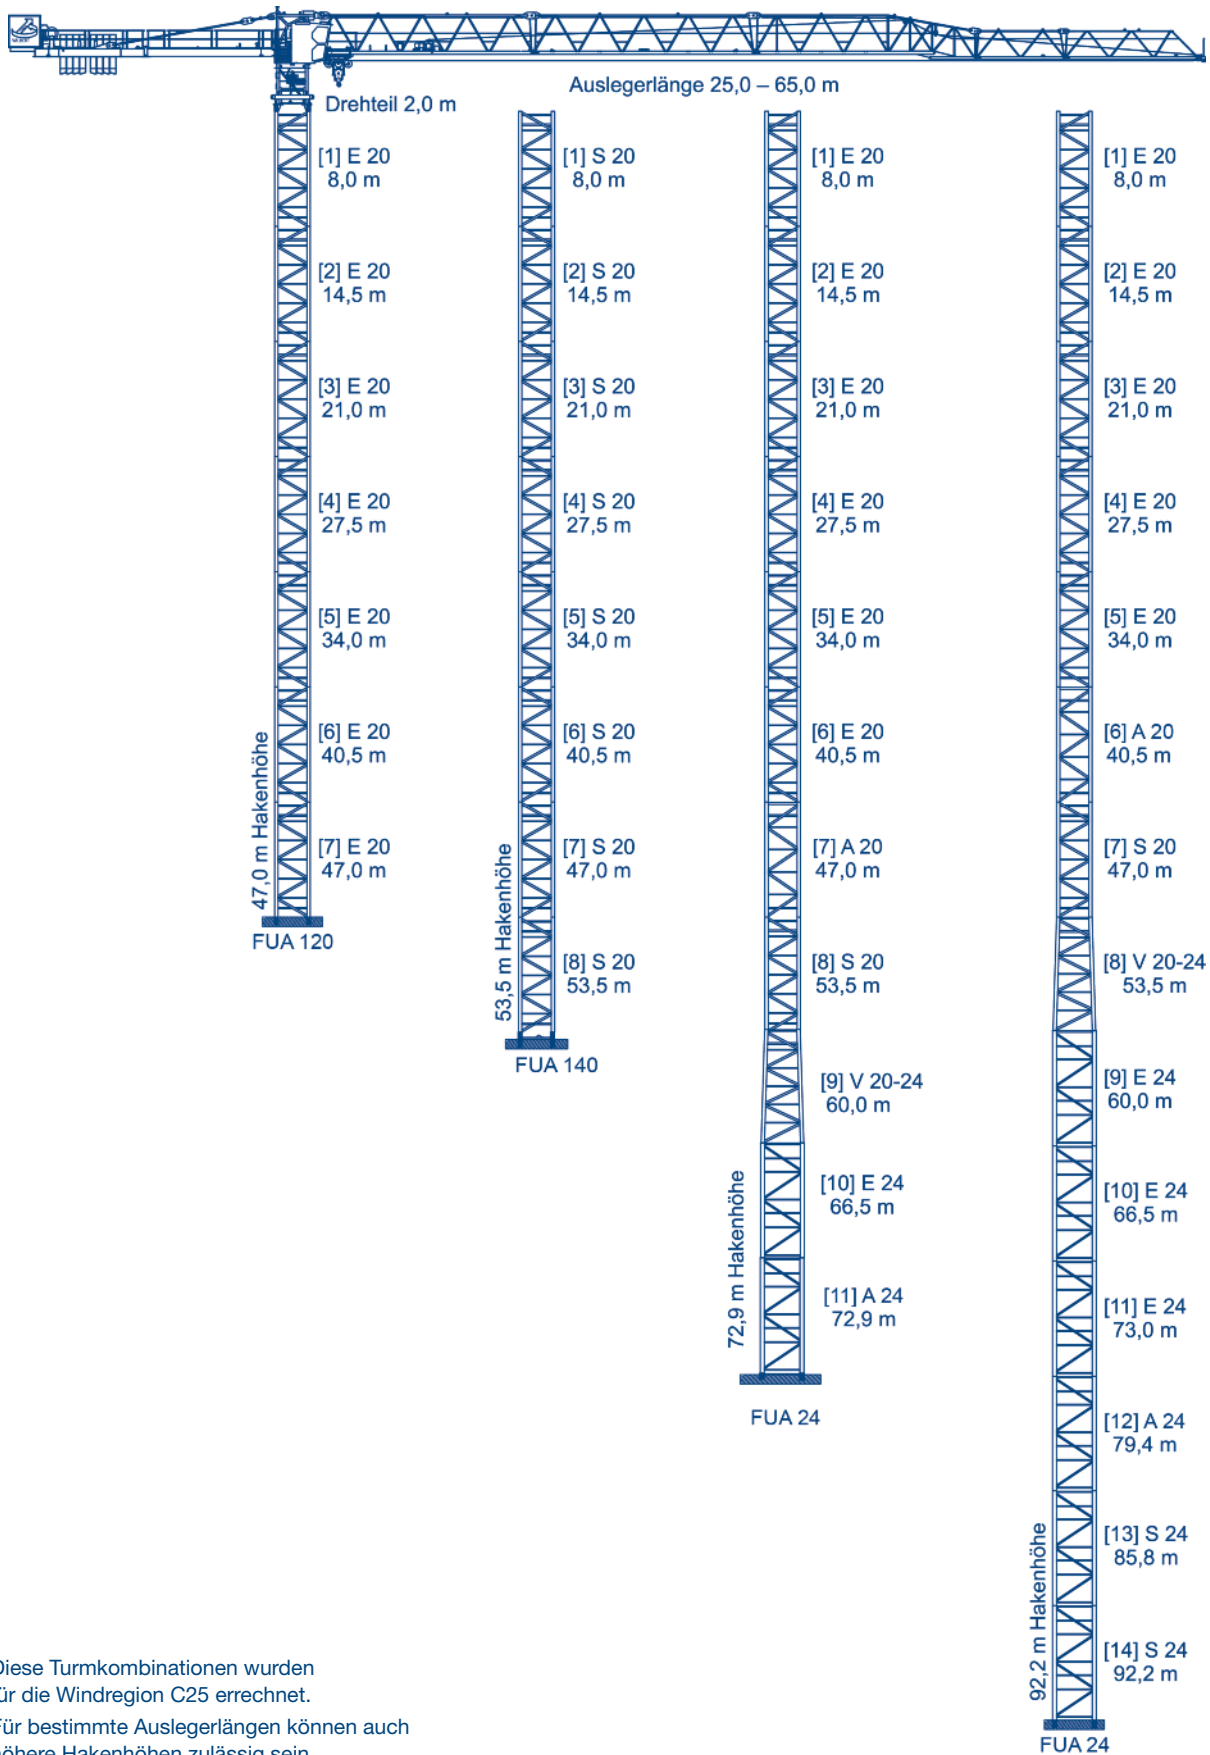 Auslegerlänge 25,0 – 65,0 m
Drehteil 2,0 m
[1] E 20
8,0 m
[2] E 20
14,5 m
[3] E 20
21,0 m
[4] E 20
27,5 m
[5] E 20
34,0 m
[6] E 20
40,5 m
[7] E 20
47,0 m
47,0 m Hakenhöhe
FUA 120
[1] S 20
8,0 m
[2] S 20
14,5 m
[3] S 20
21,0 m
[4] S 20
27,5 m
[5] S 20
34,0 m
[6] S 20
40,5 m
[7] S 20
47,0 m
[8] S 20
53,5 m
53,5 m Hakenhöhe
FUA 140
[1] E 20
8,0 m
[2] E 20
14,5 m
[3] E 20
21,0 m
[4] E 20
27,5 m
[5] E 20
34,0 m
[6] E 20
40,5 m
[7] A 20
47,0 m
[8] S 20
53,5 m
[9] V 20-24
60,0 m
[10] E 24
66,5 m
[11] A 24
72,9 m
72,9 m Hakenhöhe
FUA 24
[1] E 20
8,0 m
[2] E 20
14,5 m
[3] E 20
21,0 m
[4] E 20
27,5 m
[5] E 20
34,0 m
[6] A 20
40,5 m
[7] S 20
47,0 m
[8] V 20-24
53,5 m
[9] E 24
60,0 m
[10] E 24
66,5 m
[11] E 24
73,0 m
[12] A 24
79,4 m
[13] S 24
85,8 m
[14] S 24
92,2 m
92,2 m Hakenhöhe
FUA 24
Diese Turmkombinationen wurden
für die Windregion C25 errechnet.
Für bestimmte Auslegerlängen können auch
höhere Hakenhöhen zulässig sein